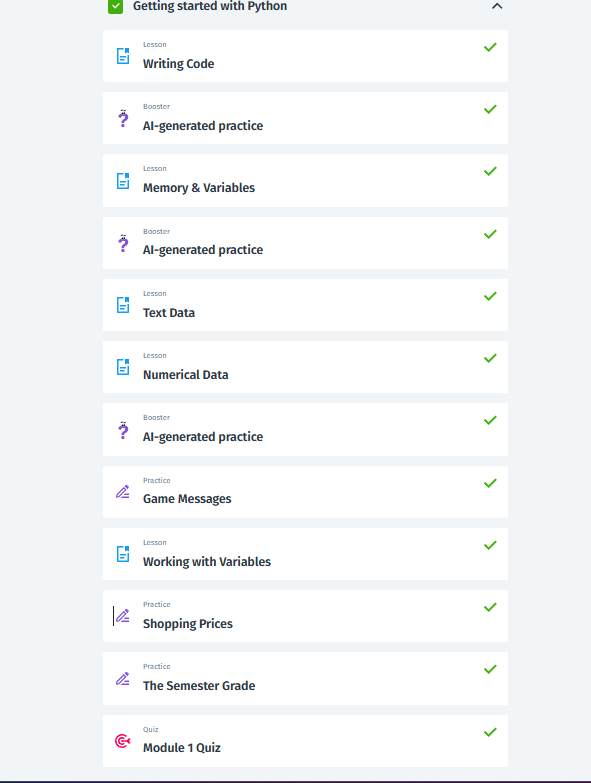 Getting started with Python
Lesson
Writing Code
Booster
AI-generated practice
Lesson
Memory & Variables
Booster
AI-generated practice
Lesson
Text Data
Lesson
Numerical Data
Booster
AI-generated practice
Practice
Game Messages
Lesson
Working with Variables
Practice
Shopping Prices
Practice
The Semester Grade
Quiz
Module 1 Quiz